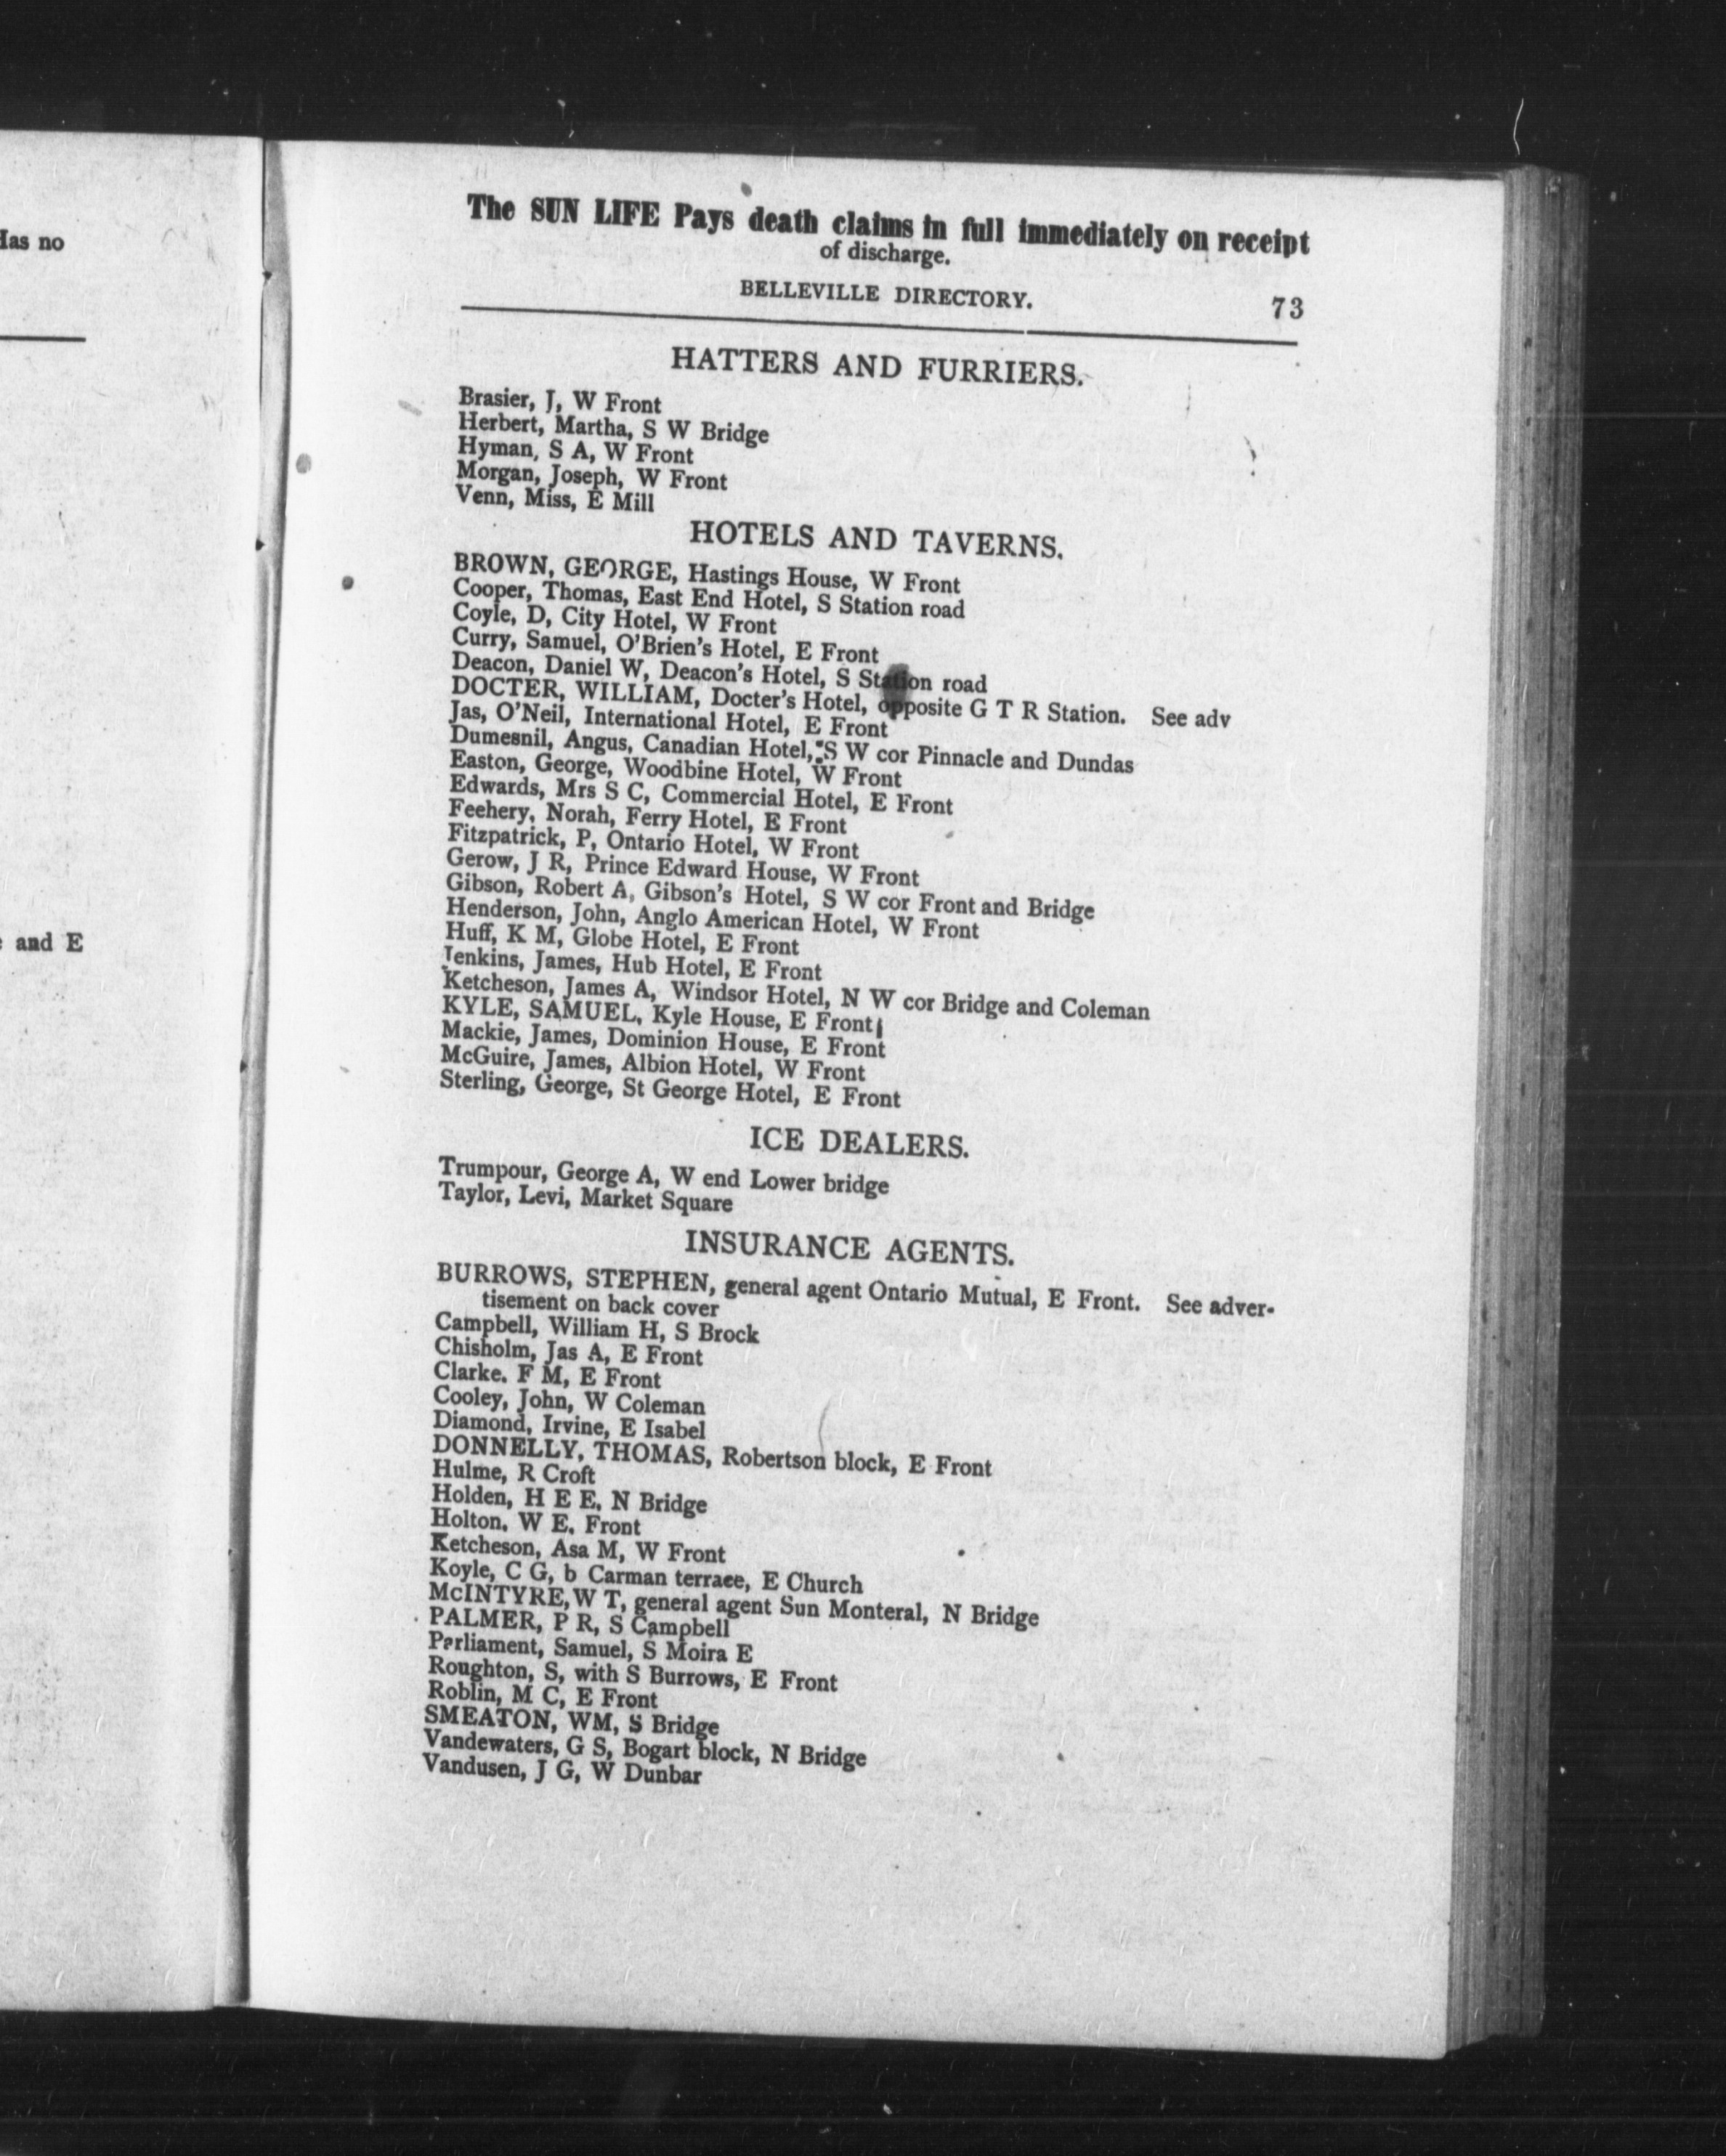 The SUN LIFE Pays death claims in full immediately on receipt
of discharge.
BELLEVILLE DIRECTORY. 73
HATTERS AND FURRIERS.
Brasier, J, W Front
Herbert, Martha, S W Bridge
Hyman, S A, W Front
Morgan, Joseph, W Front
Venn, Miss, E Mill
HOTELS AND TAVERNS.
BROWN, GEORGE, Hastings House, W Front
Cooper, Thomas, East End Hotel, S Station road
Coyle, D, City Hotel, W Front
Curry, Samuel, O'Brien's Hotel, E Front
Deacon, Daniel W, Deacon's Hotel, S Station road
DOCTER, WILLIAM, Docter's Hotel, opposite G T R Station. See adv
Jas, O'Neil, International Hotel, E Front
Dumesnil, Angus, Canadian Hotel, S W cor Pinnacle and Dundas
Easton, George, Woodbine Hotel, W Front
Edwards, Mrs S C, Commercial Hotel, E Front
Feehery, Norah, Ferry Hotel, E Front
Fitzpatrick, P, Ontario Hotel, W Front
Gerow, J R, Prince Edward House, W Front
Gibson, Robert A, Gibson's Hotel, S W cor Front and Bridge
Henderson, John, Anglo American Hotel, W Front
Huff, K M, Globe Hotel, E Front
Jenkins, James, Hub Hotel, E Front
Ketcheson, James A, Windsor Hotel, N W cor Bridge and Coleman
KYLE, SAMUEL, Kyle House, E Front
Mackie, James, Dominion House, E Front
McGuire, James, Albion Hotel, W Front
Sterling, George, St George Hotel, E Front
ICE DEALERS.
Trumpour, George A, W end Lower bridge
Taylor, Levi, Market Square
INSURANCE AGENTS.
BURROWS, STEPHEN, general agent Ontario Mutual, E Front. See adver-
tisement on back cover
Campbell, William H, S Brock
Chisholm, Jas A, E Front
Clarke. F M, E Front
Cooley, John, W Coleman
Diamond, Irvine, E Isabel
DONNELLY, THOMAS, Robertson block, E Front
Hulme, R Croft
Holden, H E E, N Bridge
Holton, W E, Front
Ketcheson, Asa M, W Front
Koyle, C G, b Carman terrace, E Church
McINTYRE, W T, general agent Sun Monteral, N Bridge
PALMER, P R, S Campbell
Parliament, Samuel, S Moira E
Roughton, S, with S Burrows, E Front
Roblin, M C, E Front
SMEATON, WM, S Bridge
Vandewaters, G S, Bogart block, N Bridge
Vandusen, J G, W Dunbar
Has no
and E